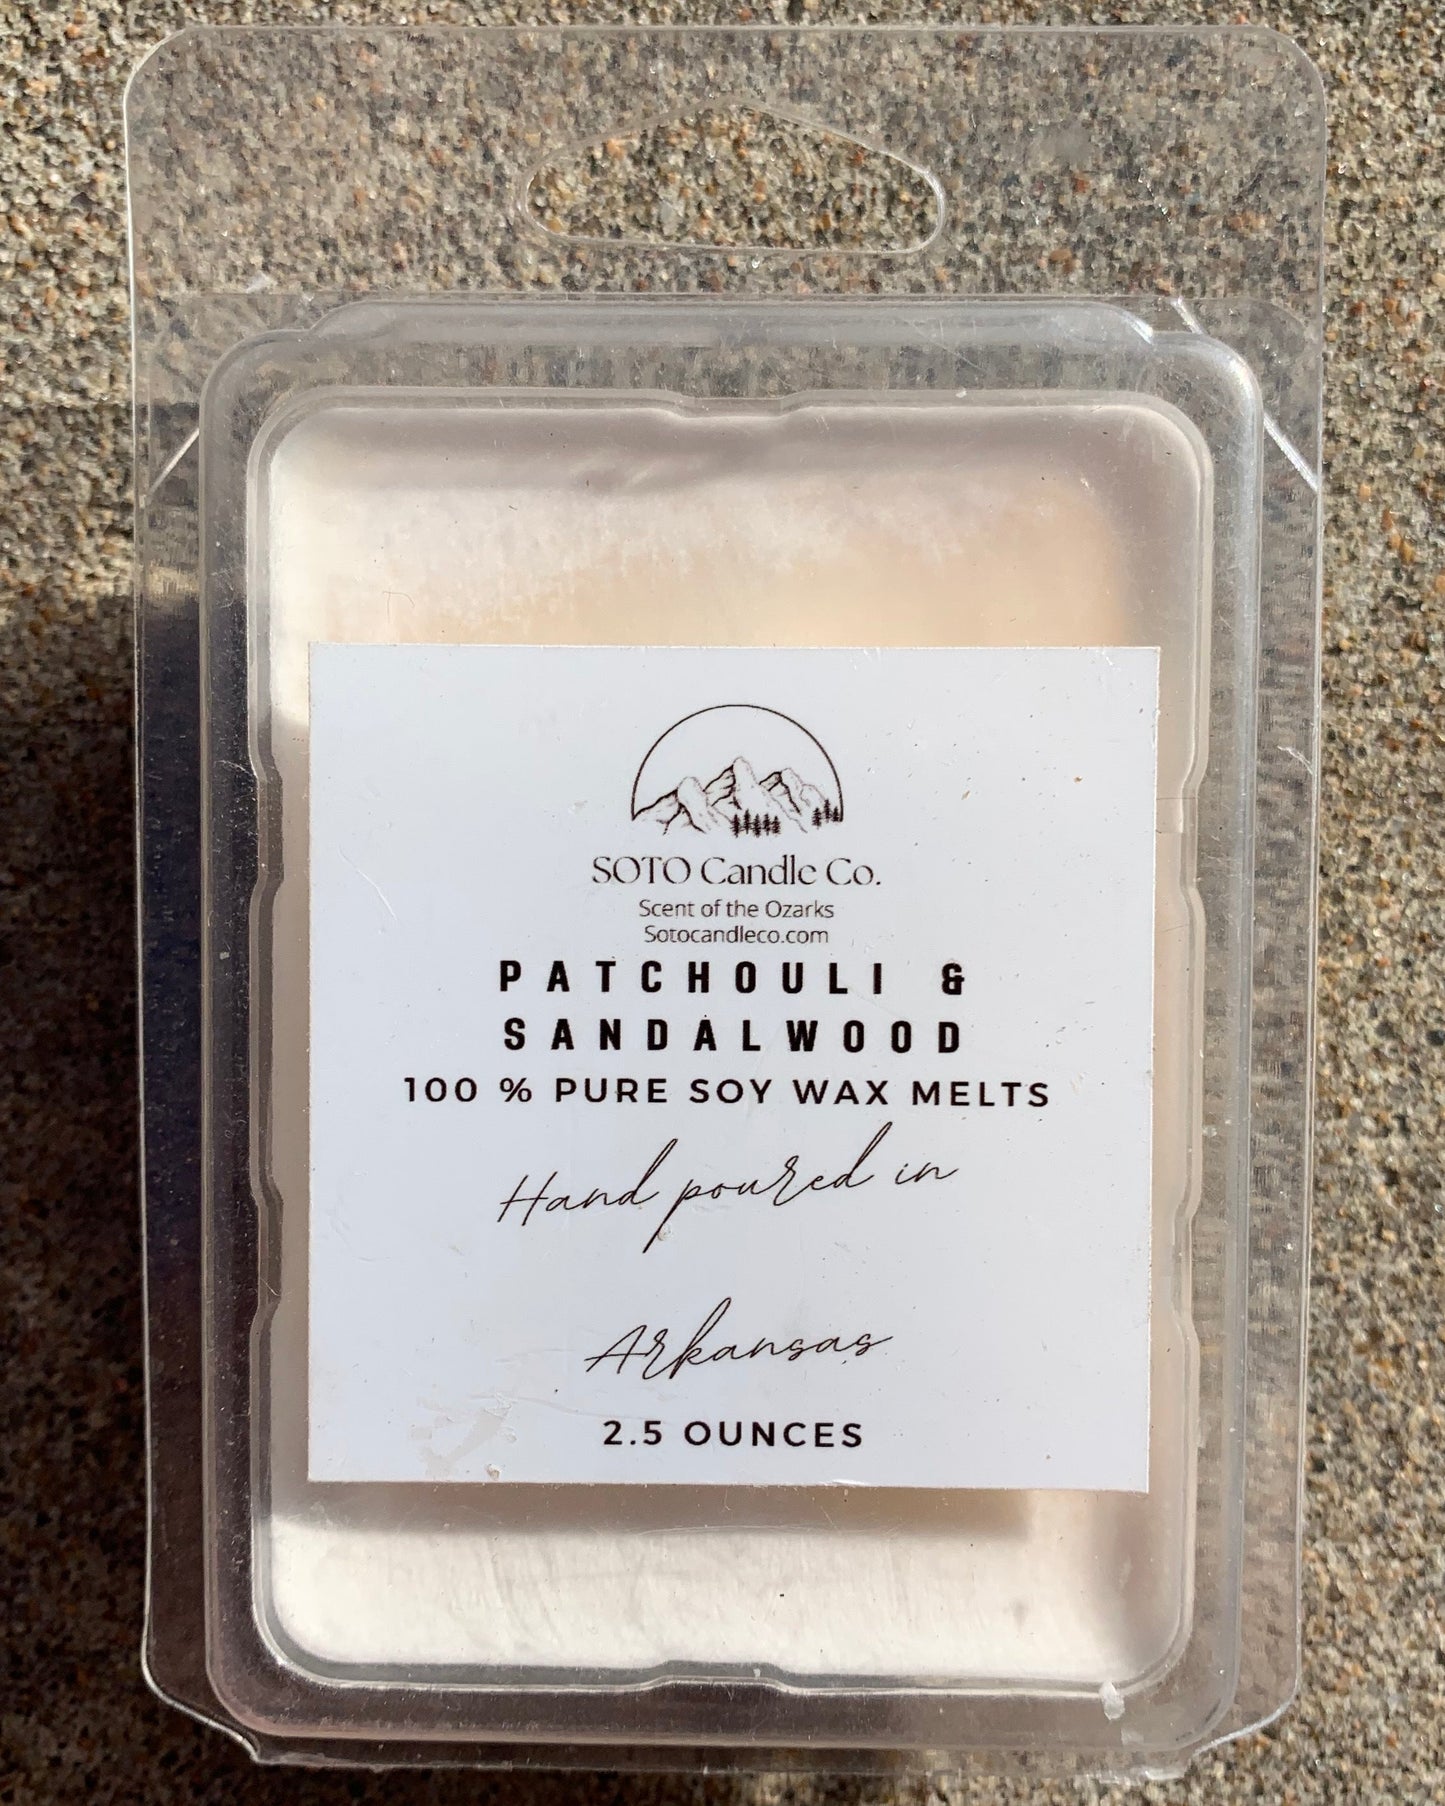 SOTO Candle Co.
Scent of the Ozarks
Sotocandleco.com
PATCHOULI &
SANDALWOOD
100 % PURE SOY WAX MELTS
Hand poured in
Arkansas
2.5 OUNCES